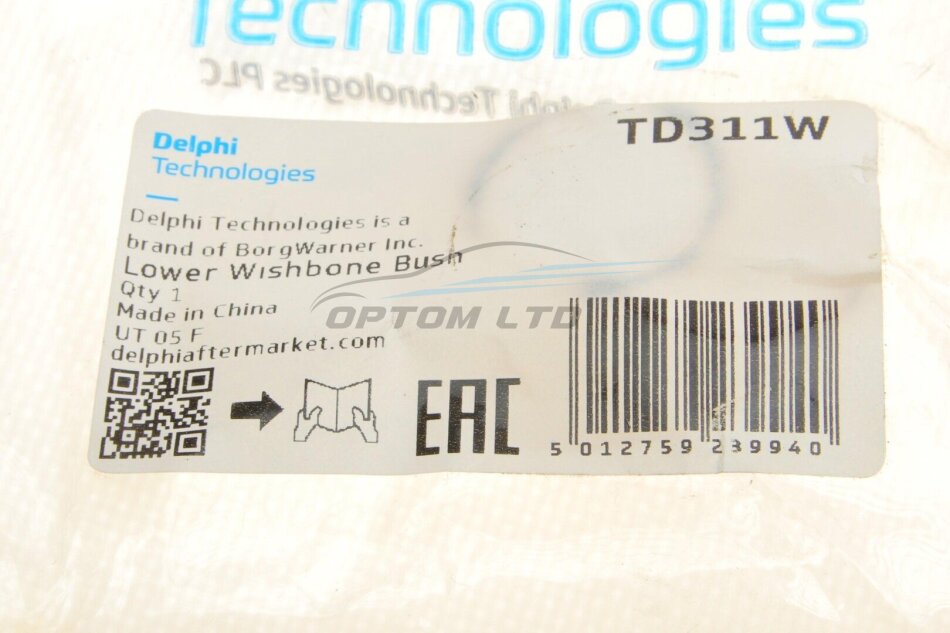 Technologies
Delphi Technologies PLC
TD311W
Delphi
Technologies
Delphi Technologies is a
brand of BorgWarner Inc.
Lower Wishbone Bush
Qty 1
Made in China
UT 05 F
delphiaftermarket.com
OPTOM LTD
EAC
5 012759 239940